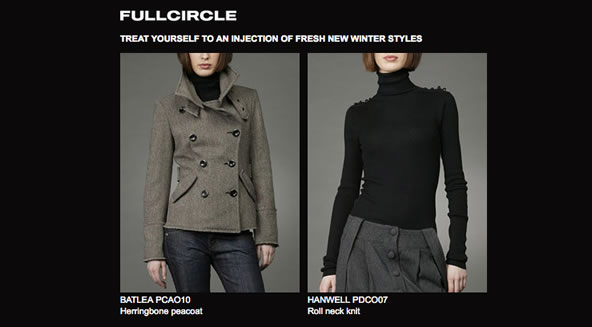 FULLCIRCLE
TREAT YOURSELF TO AN INJECTION OF FRESH NEW WINTER STYLES
BATLEA PCAO10
Herringbone peacoat
HANWELL PDCO07
Roll neck knit